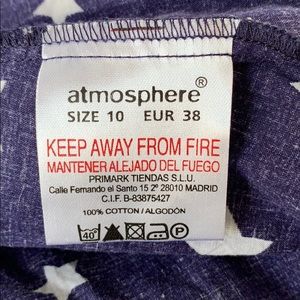 atmosphere®
SIZE 10 EUR 38
KEEP AWAY FROM FIRE
MANTENER ALEJADO DEL FUEGO
PRIMARK TIENDAS S.L.U.
Calle Fernando el Santo 15 2º 28010 MADRID
C.I.F. B-83875427
100% COTTON / ALGODÓN
40° P